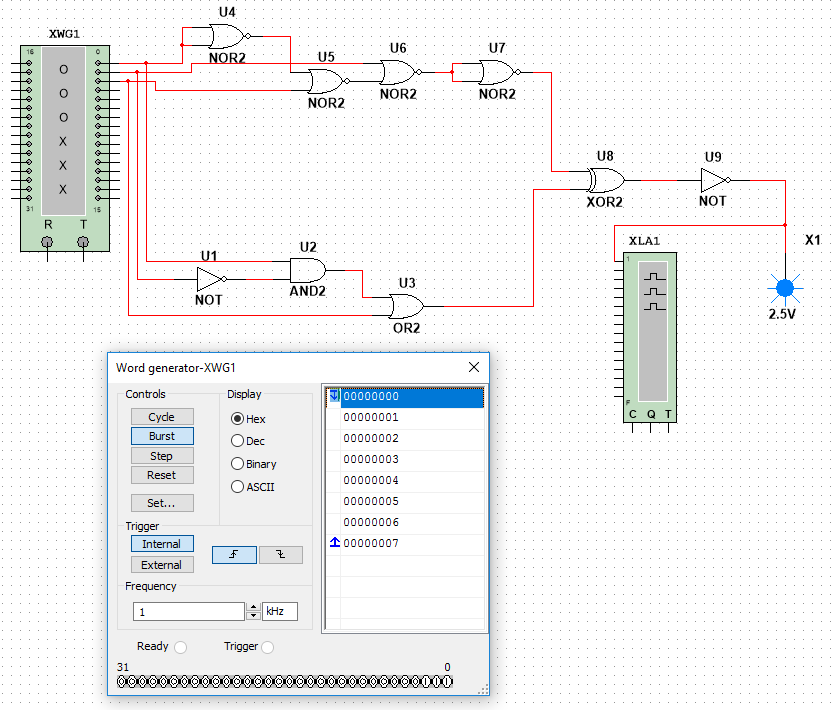 U4
XWG1
16
0
NOR2
U5
U6
U7
O
O
O
X
X
X
NOR2
NOR2
NOR2
U8
U9
XOR2
NOT
31
15
R
T
XLA1
X1
U1
U2
U3
NOT
AND2
OR2
1
2.5V
F
C Q T
Word generator-XWG1
Controls
Cycle
Burst
Step
Reset
Set...
Display
Hex
Dec
Binary
ASCII
Trigger
Internal
External
Frequency
1
kHz
Ready
Trigger
00000000
00000001
00000002
00000003
00000004
00000005
00000006
00000007
31
0